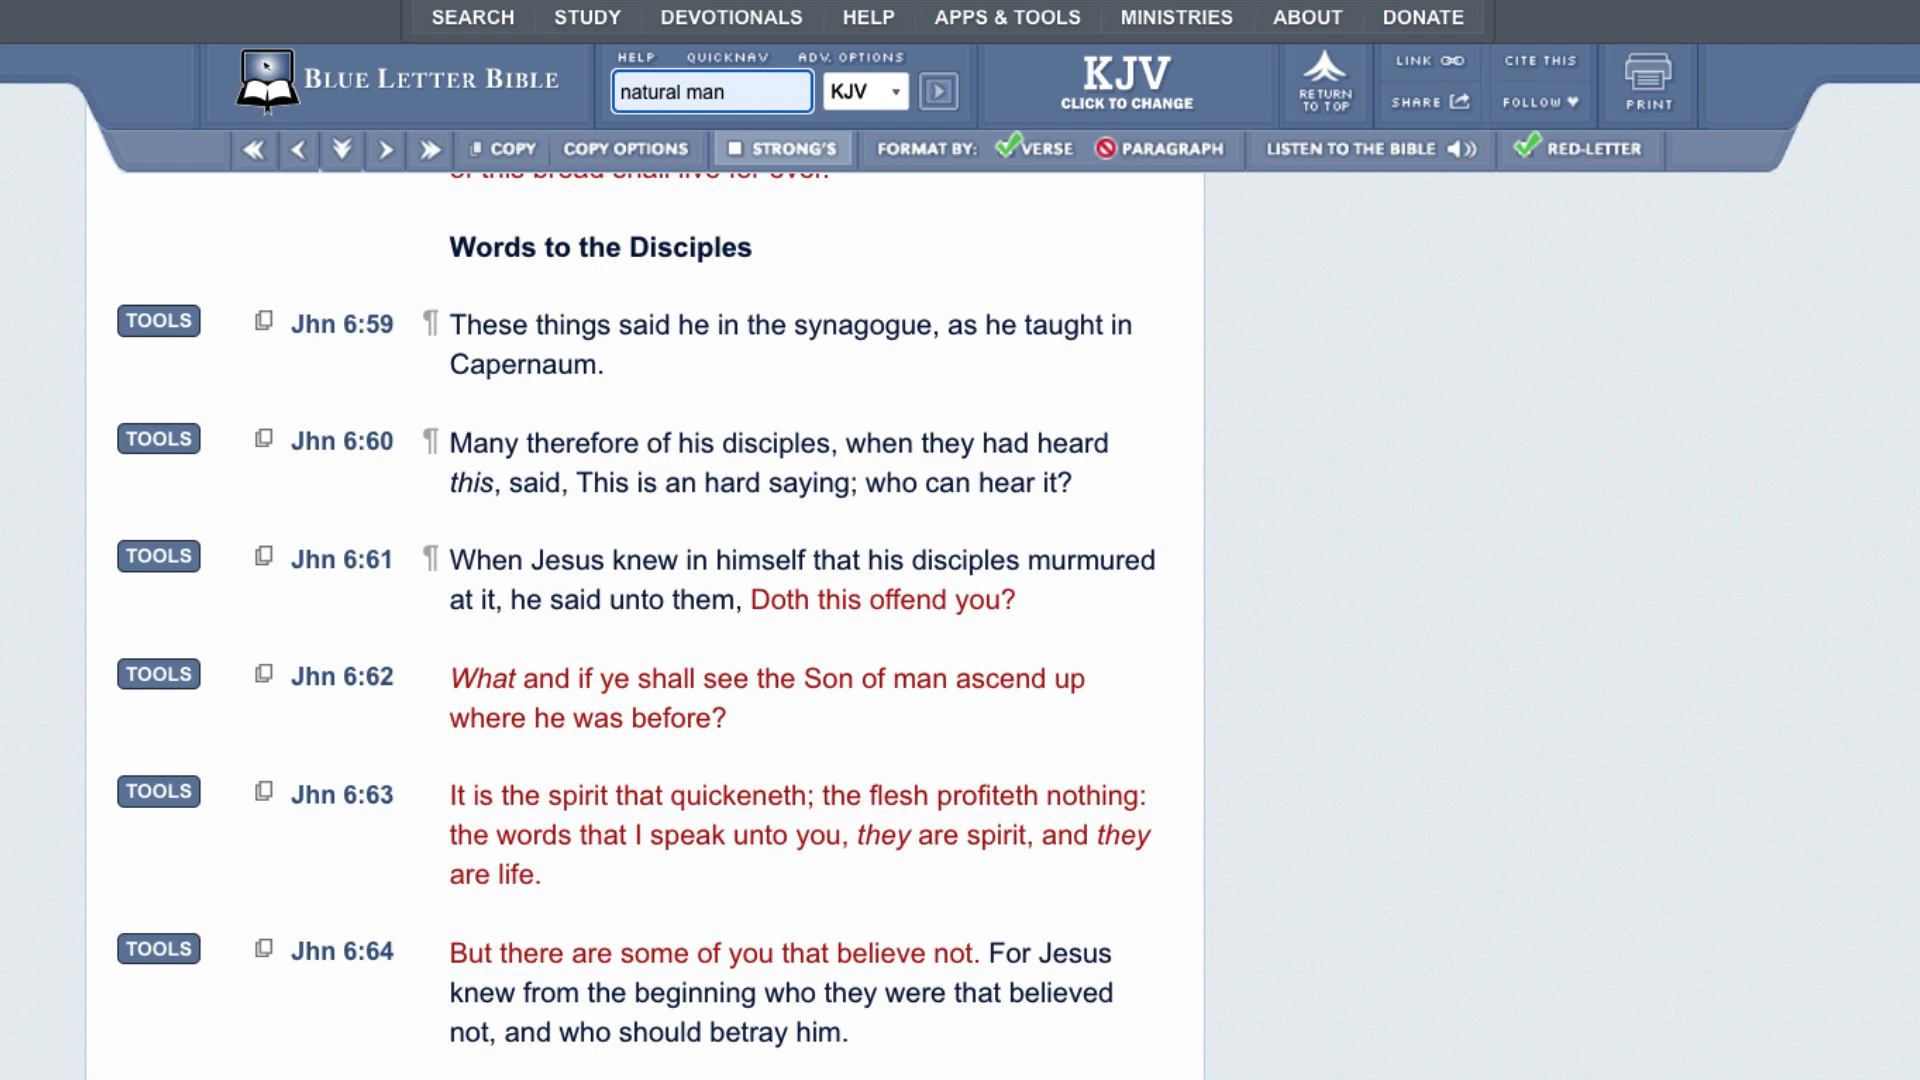 SEARCH STUDY DEVOTIONALS HELP APPS & TOOLS MINISTRIES ABOUT DONATE
HELP QUICKNAV ADV. OPTIONS
BLUE LETTER BIBLE
natural man
KJV
KJV
CLICK TO CHANGE
RETURN
TO TOP
LINK
SHARE
CITE THIS
FOLLOW
PRINT
COPY COPY OPTIONS STRONG'S FORMAT BY: VERSE PARAGRAPH LISTEN TO THE BIBLE RED-LETTER
of this bread shall live for ever.
Words to the Disciples
TOOLS Jhn 6:59 ¶ These things said he in the synagogue, as he taught in
Capernaum.
TOOLS Jhn 6:60 ¶ Many therefore of his disciples, when they had heard
this, said, This is an hard saying; who can hear it?
TOOLS Jhn 6:61 ¶ When Jesus knew in himself that his disciples murmured
at it, he said unto them, Doth this offend you?
TOOLS Jhn 6:62 What and if ye shall see the Son of man ascend up
where he was before?
TOOLS Jhn 6:63 It is the spirit that quickeneth; the flesh profiteth nothing:
the words that I speak unto you, they are spirit, and they
are life.
TOOLS Jhn 6:64 But there are some of you that believe not. For Jesus
knew from the beginning who they were that believed
not, and who should betray him.